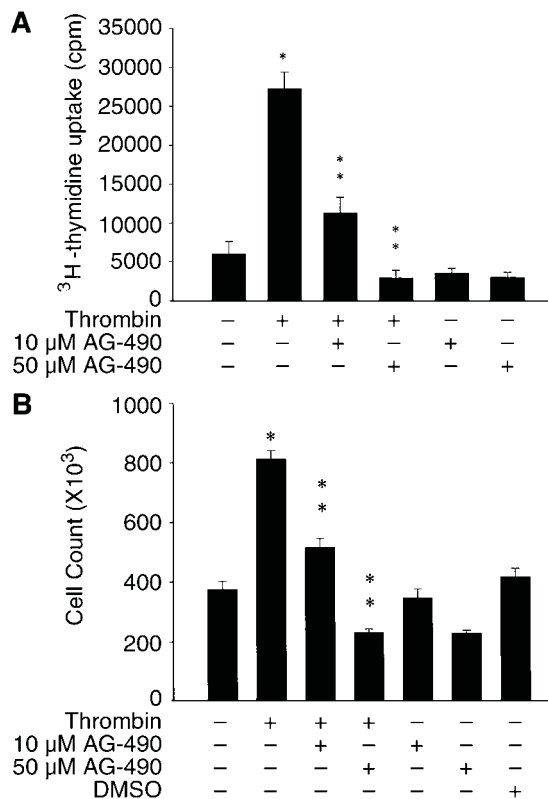 A
³H -thymidine uptake (cpm)
35000
30000
25000
20000
15000
10000
5000
0
*
*
*
*
*
Thrombin − + + + − −
10 µM AG-490 − − + − + −
50 µM AG-490 − − − + − +
B
Cell Count (X10³)
1000
800
600
400
200
0
*
*
*
*
*
Thrombin − + + + − − −
10 µM AG-490 − − + − + − −
50 µM AG-490 − − − + − + −
DMSO − − − − − − +